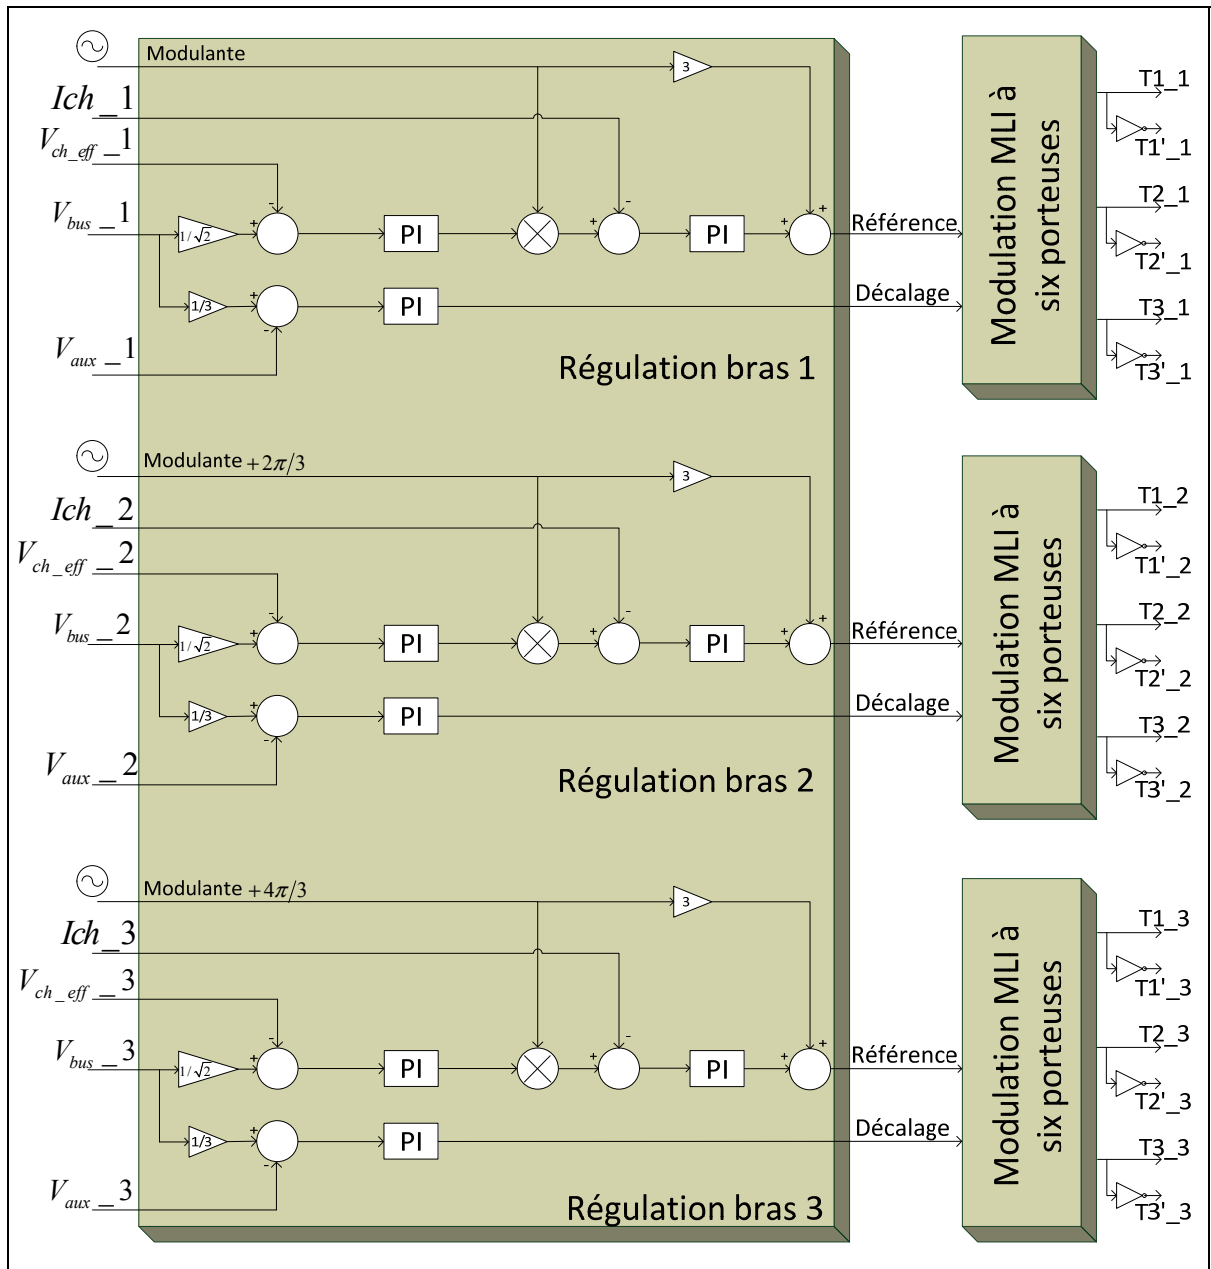 Modulante
3
Ich_1
V_ch_eff_1
V_bus_1
1/√2
+
-
PI
+
-
PI
+
+
Référence
1/3
+
-
PI
Décalage
V_aux_1
Régulation bras 1
Modulation MLI à
six porteuses
T1_1
T1'_1
T2_1
T2'_1
T3_1
T3'_1
Modulante +2π/3
3
Ich_2
V_ch_eff_2
V_bus_2
1/√2
+
-
PI
+
-
PI
+
+
Référence
1/3
+
-
PI
Décalage
V_aux_2
Régulation bras 2
Modulation MLI à
six porteuses
T1_2
T1'_2
T2_2
T2'_2
T3_2
T3'_2
Modulante +4π/3
3
Ich_3
V_ch_eff_3
V_bus_3
1/√2
+
-
PI
+
-
PI
+
+
Référence
1/3
+
-
PI
Décalage
V_aux_3
Régulation bras 3
Modulation MLI à
six porteuses
T1_3
T1'_3
T2_3
T2'_3
T3_3
T3'_3